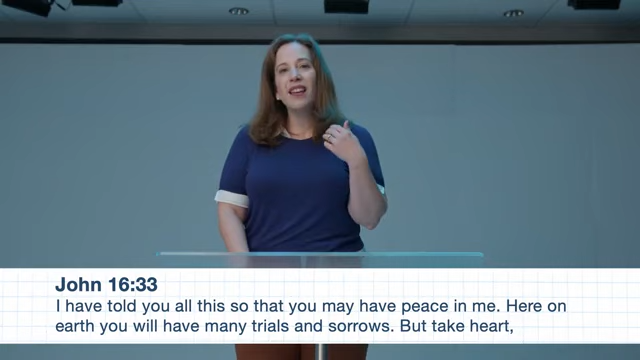 John 16:33
I have told you all this so that you may have peace in me. Here on
earth you will have many trials and sorrows. But take heart,